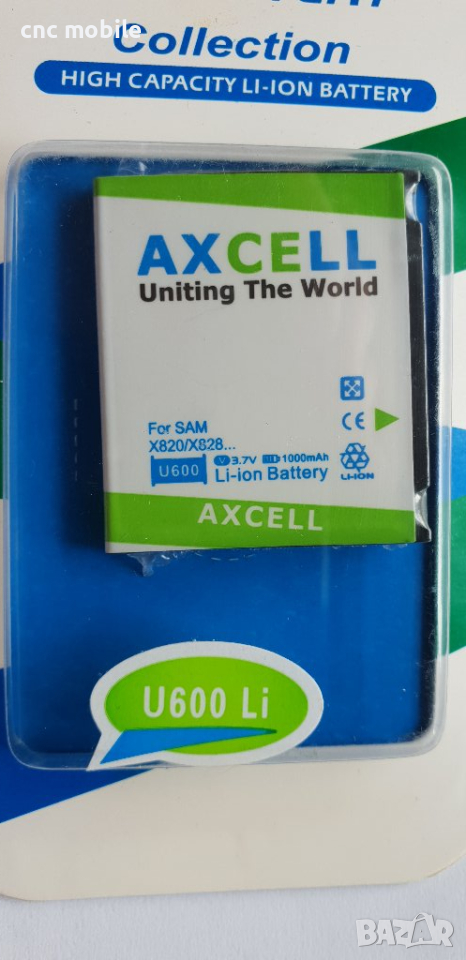 cnc mobile
Collection
HIGH CAPACITY LI-ION BATTERY
AXCELL
Uniting The World
For SAM
X820/X828...
U600 V 3.7V 1000mAh
Li-ion Battery
CE
LI-ION
AXCELL
U600 Li
AXCELL
BAZAR